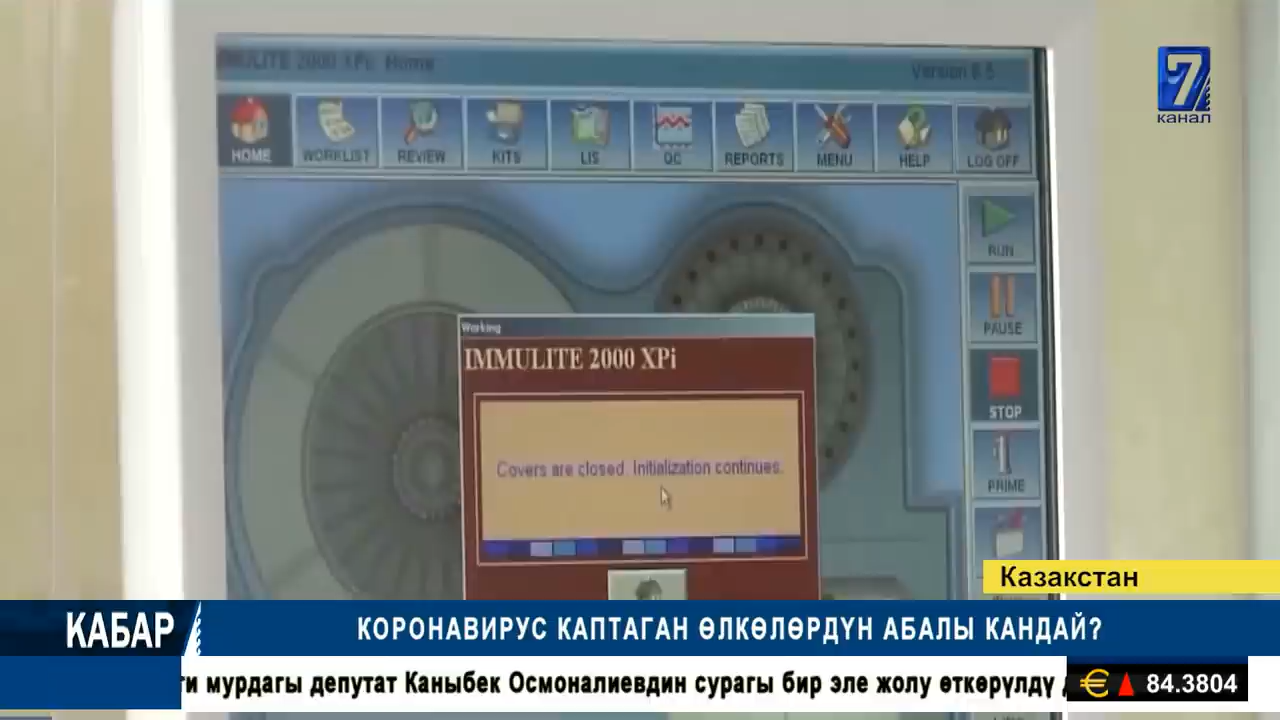 IMMULITE 2000 XPi Home
Version 6.5
7
канал
HOME
WORKLIST
REVIEW
KITS
LIS
QC
REPORTS
MENU
HELP
LOG OFF
RUN
PAUSE
STOP
PRIME
Working
IMMULITE 2000 XPi
Covers are closed. Initialization continues.
Казакстан
КАБАР
КОРОНАВИРУС КАПТАГАН ӨЛКӨЛӨРДҮН АБАЛЫ КАНДАЙ?
ти мурдагы депутат Каныбек Осмоналиевдин сурагы бир эле жолу өткөрүлдү
€ 84.3804